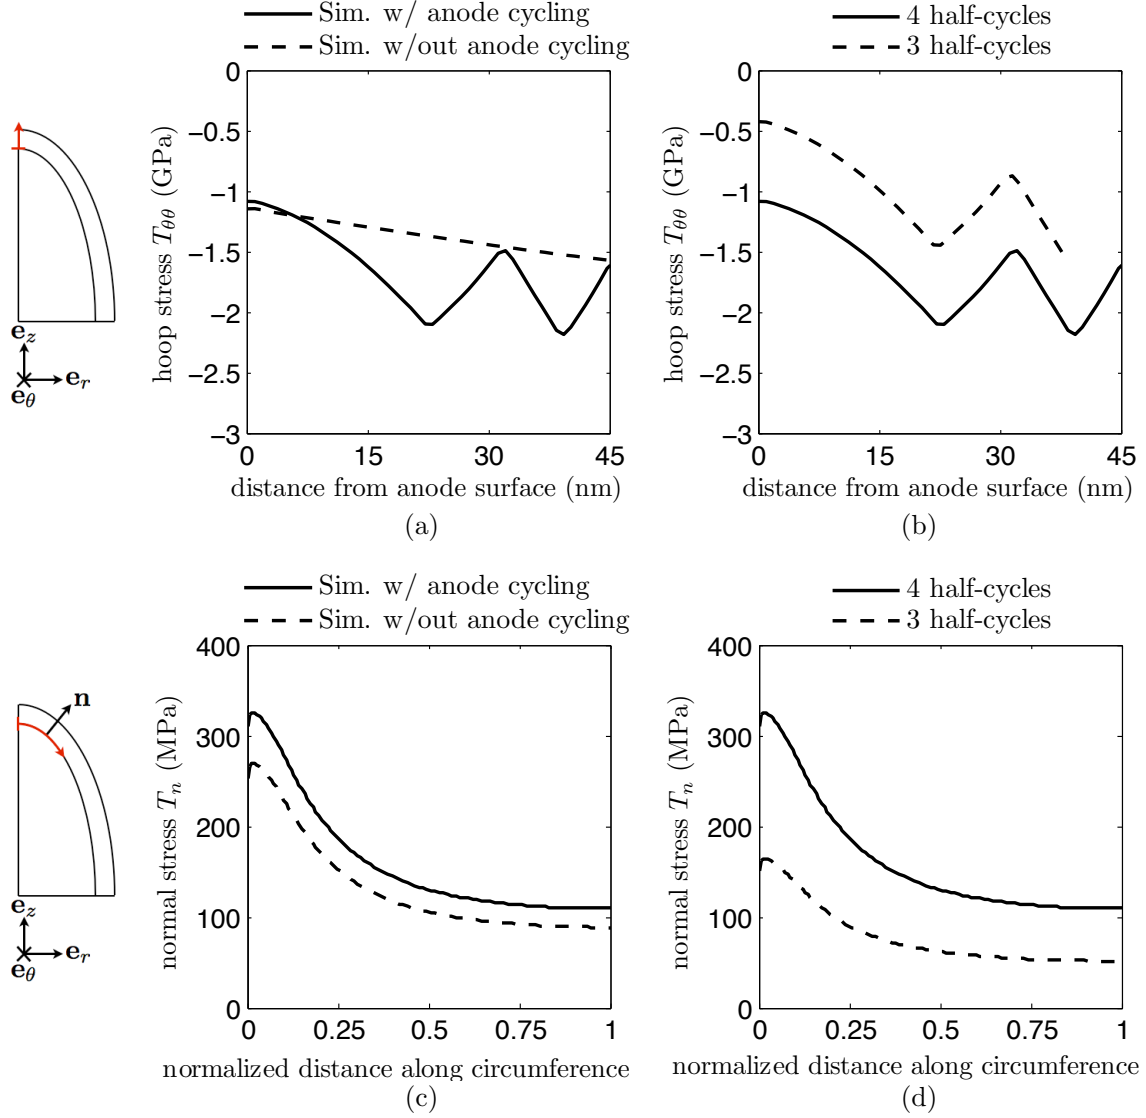 Sim. w/ anode cycling
Sim. w/out anode cycling
0
−0.5
−1
−1.5
−2
−2.5
−3
hoop stress Tθθ (GPa)
0 15 30 45
distance from anode surface (nm)
(a)
ez
er
eθ
4 half-cycles
3 half-cycles
0
−0.5
−1
−1.5
−2
−2.5
−3
hoop stress Tθθ (GPa)
0 15 30 45
distance from anode surface (nm)
(b)
Sim. w/ anode cycling
Sim. w/out anode cycling
400
300
200
100
0
normal stress Tn (MPa)
0 0.25 0.5 0.75 1
normalized distance along circumference
(c)
n
ez
er
eθ
4 half-cycles
3 half-cycles
400
300
200
100
0
normal stress Tn (MPa)
0 0.25 0.5 0.75 1
normalized distance along circumference
(d)